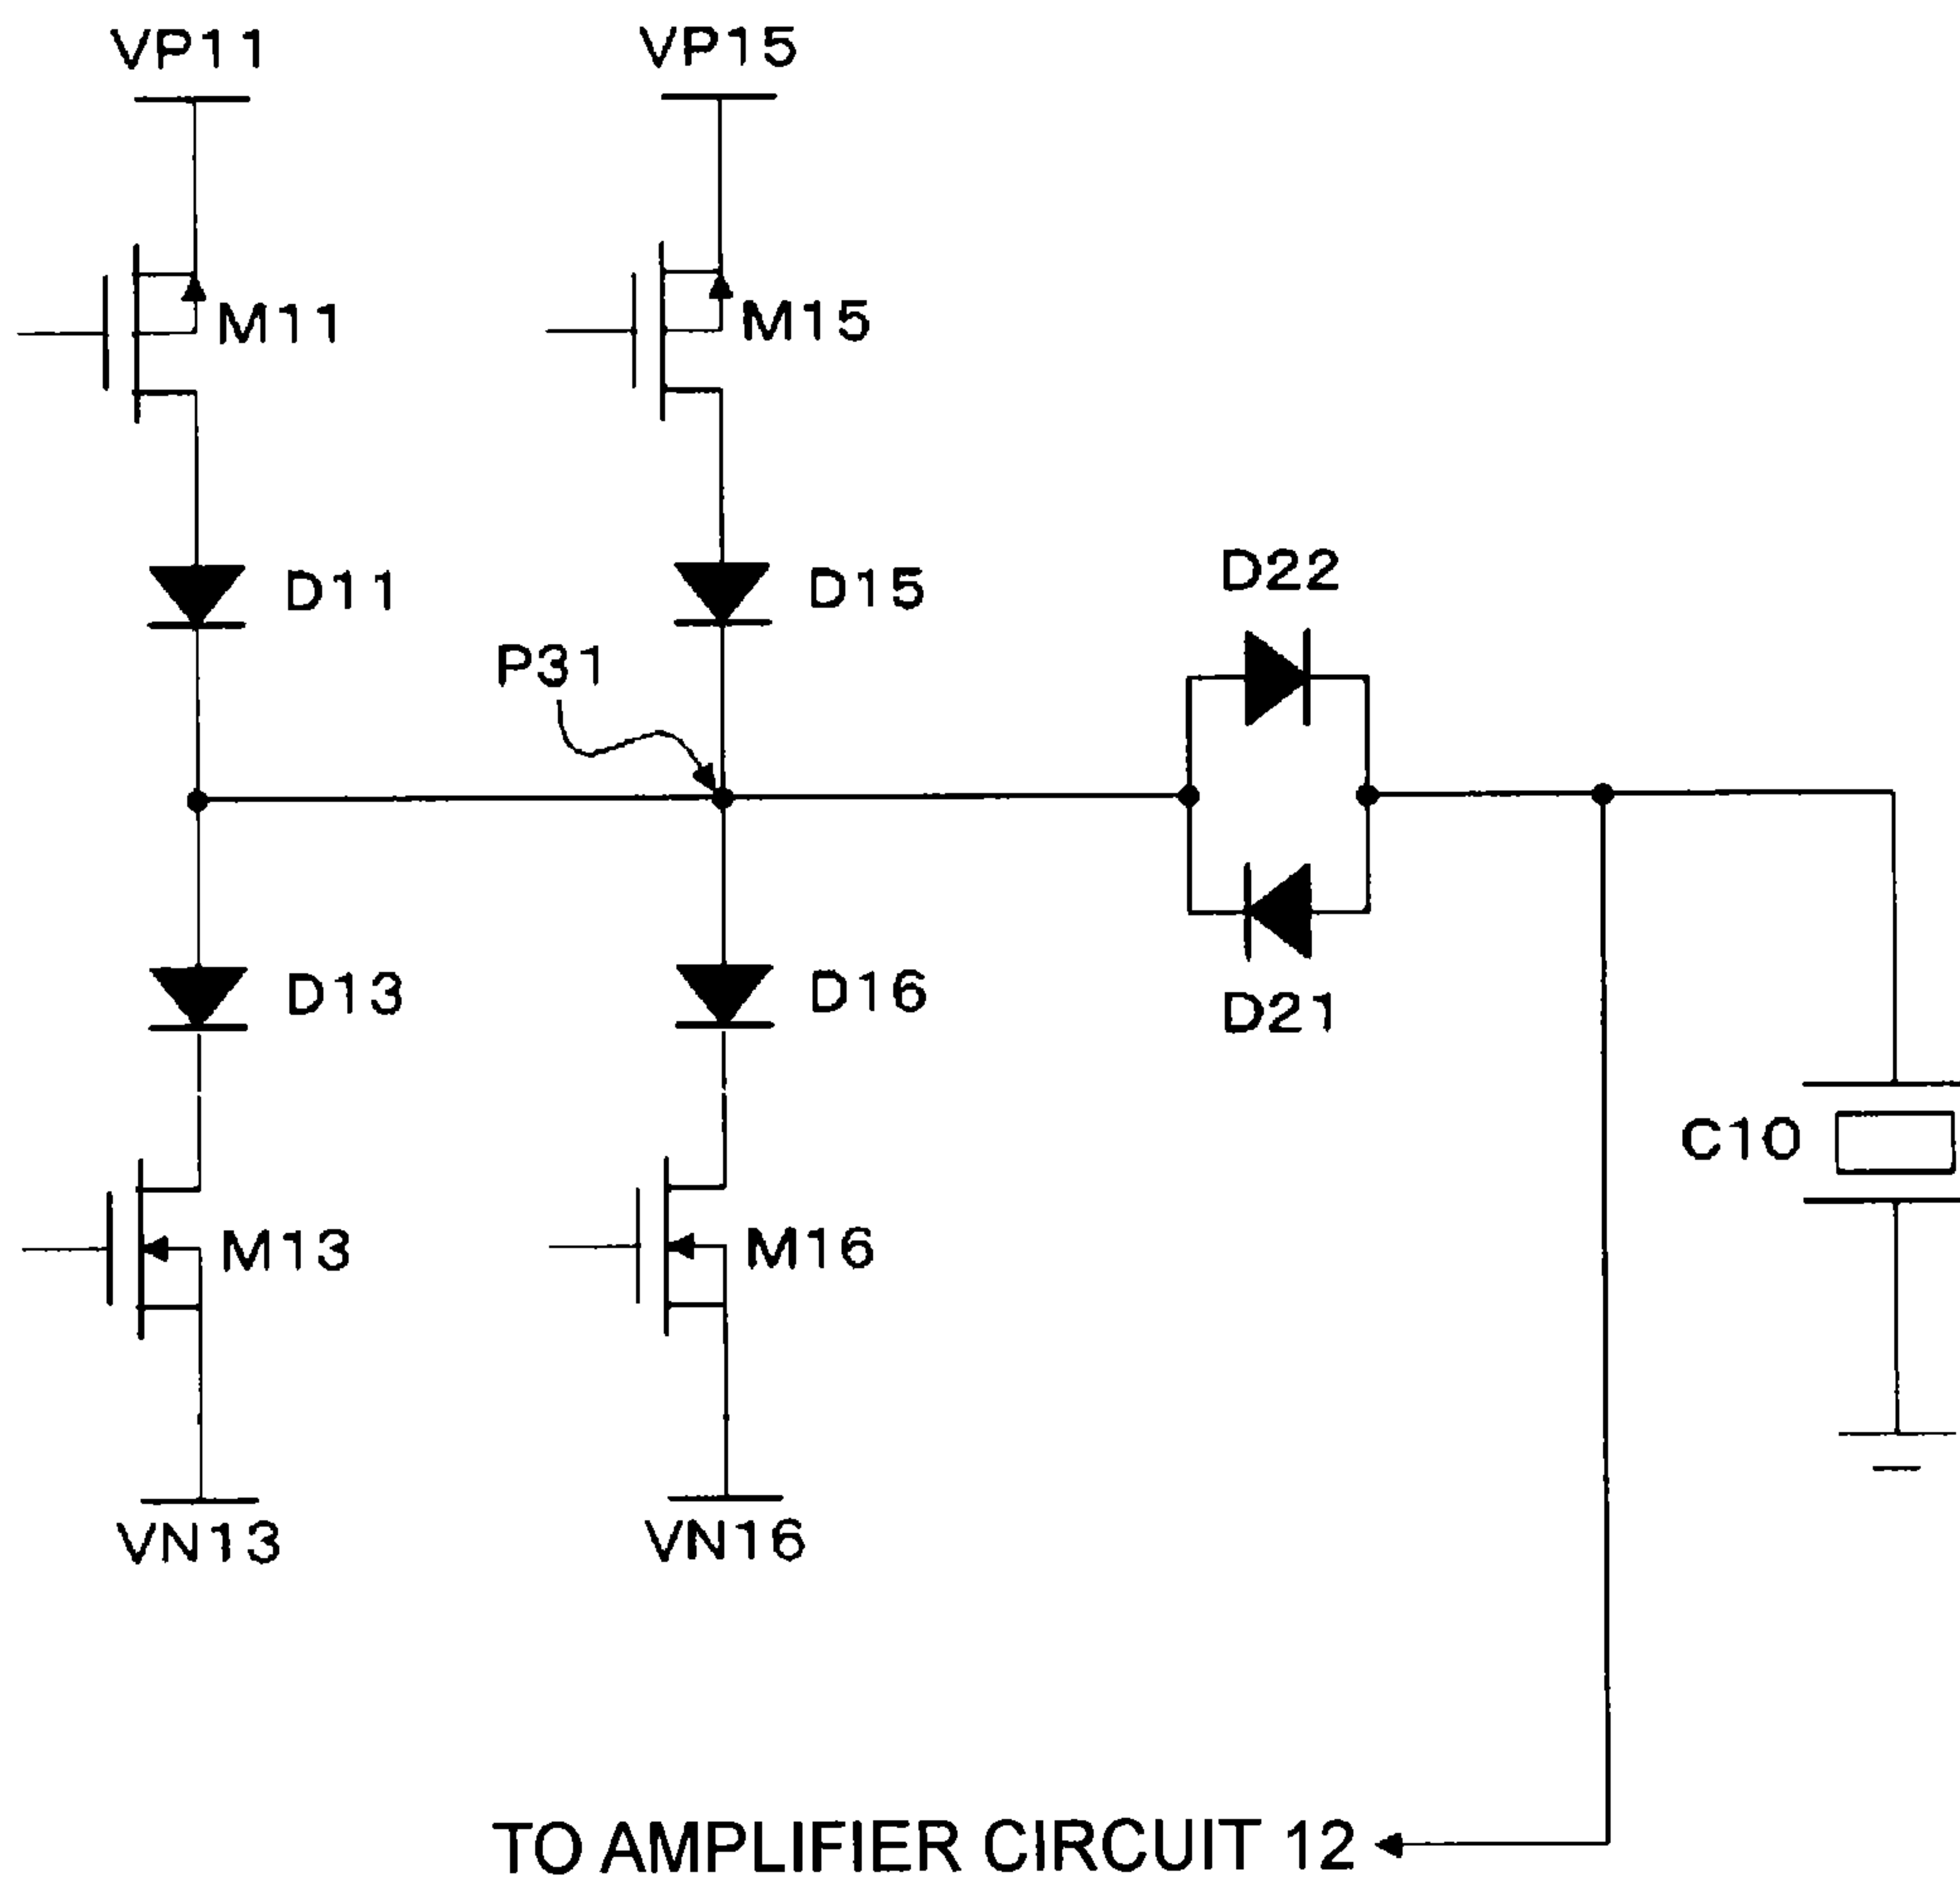 VP11
VP15
M11
M15
D11
D15
D22
P31
D13
D16
D21
C10
M13
M16
VN13
VN16
TO AMPLIFIER CIRCUIT 12